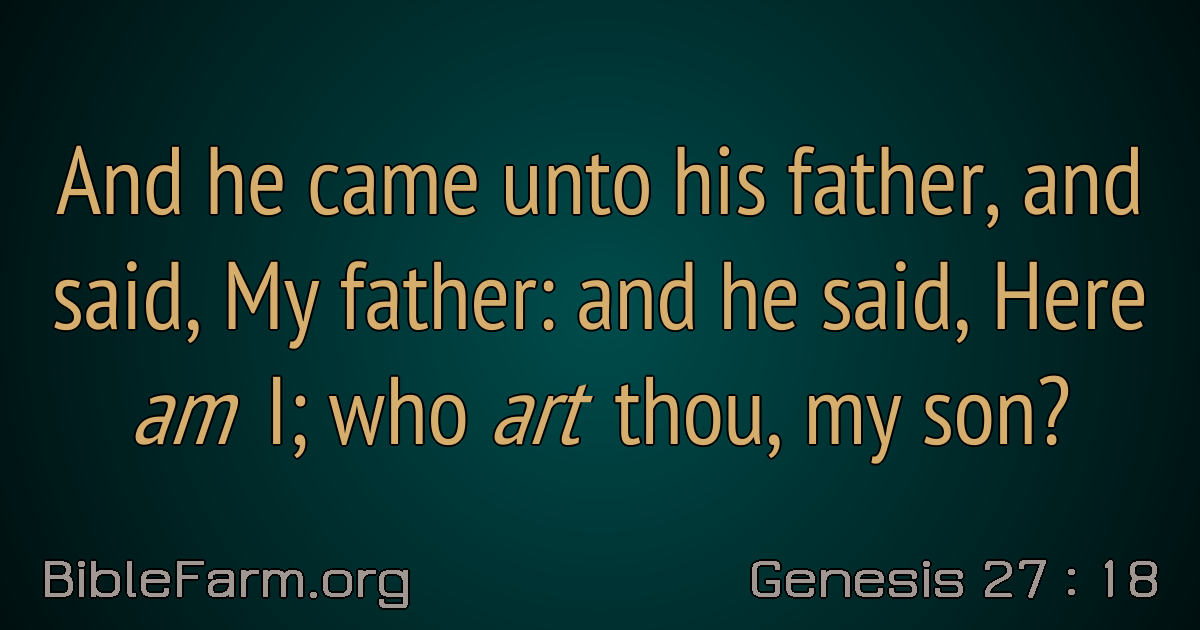 And he came unto his father, and
said, My father: and he said, Here
am I; who art thou, my son?
BibleFarm.org
Genesis 27 : 18